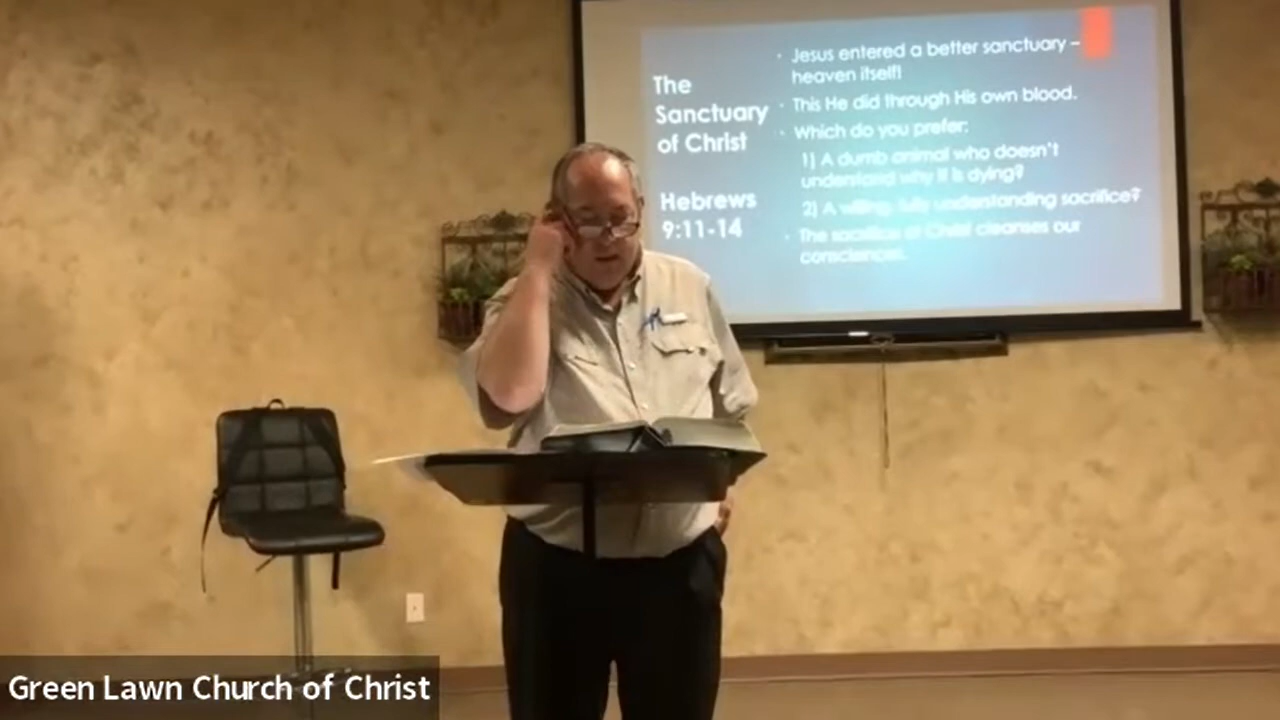 The
Sanctuary
of Christ
Hebrews
9:11-14
• Jesus entered a better sanctuary –
heaven itself!
• This He did through His own blood.
• Which do you prefer:
1) A dumb animal who doesn't
understand why it is dying?
2) A willing, fully understanding sacrifice?
• The sacrifice of Christ cleanses our
consciences.
Green Lawn Church of Christ